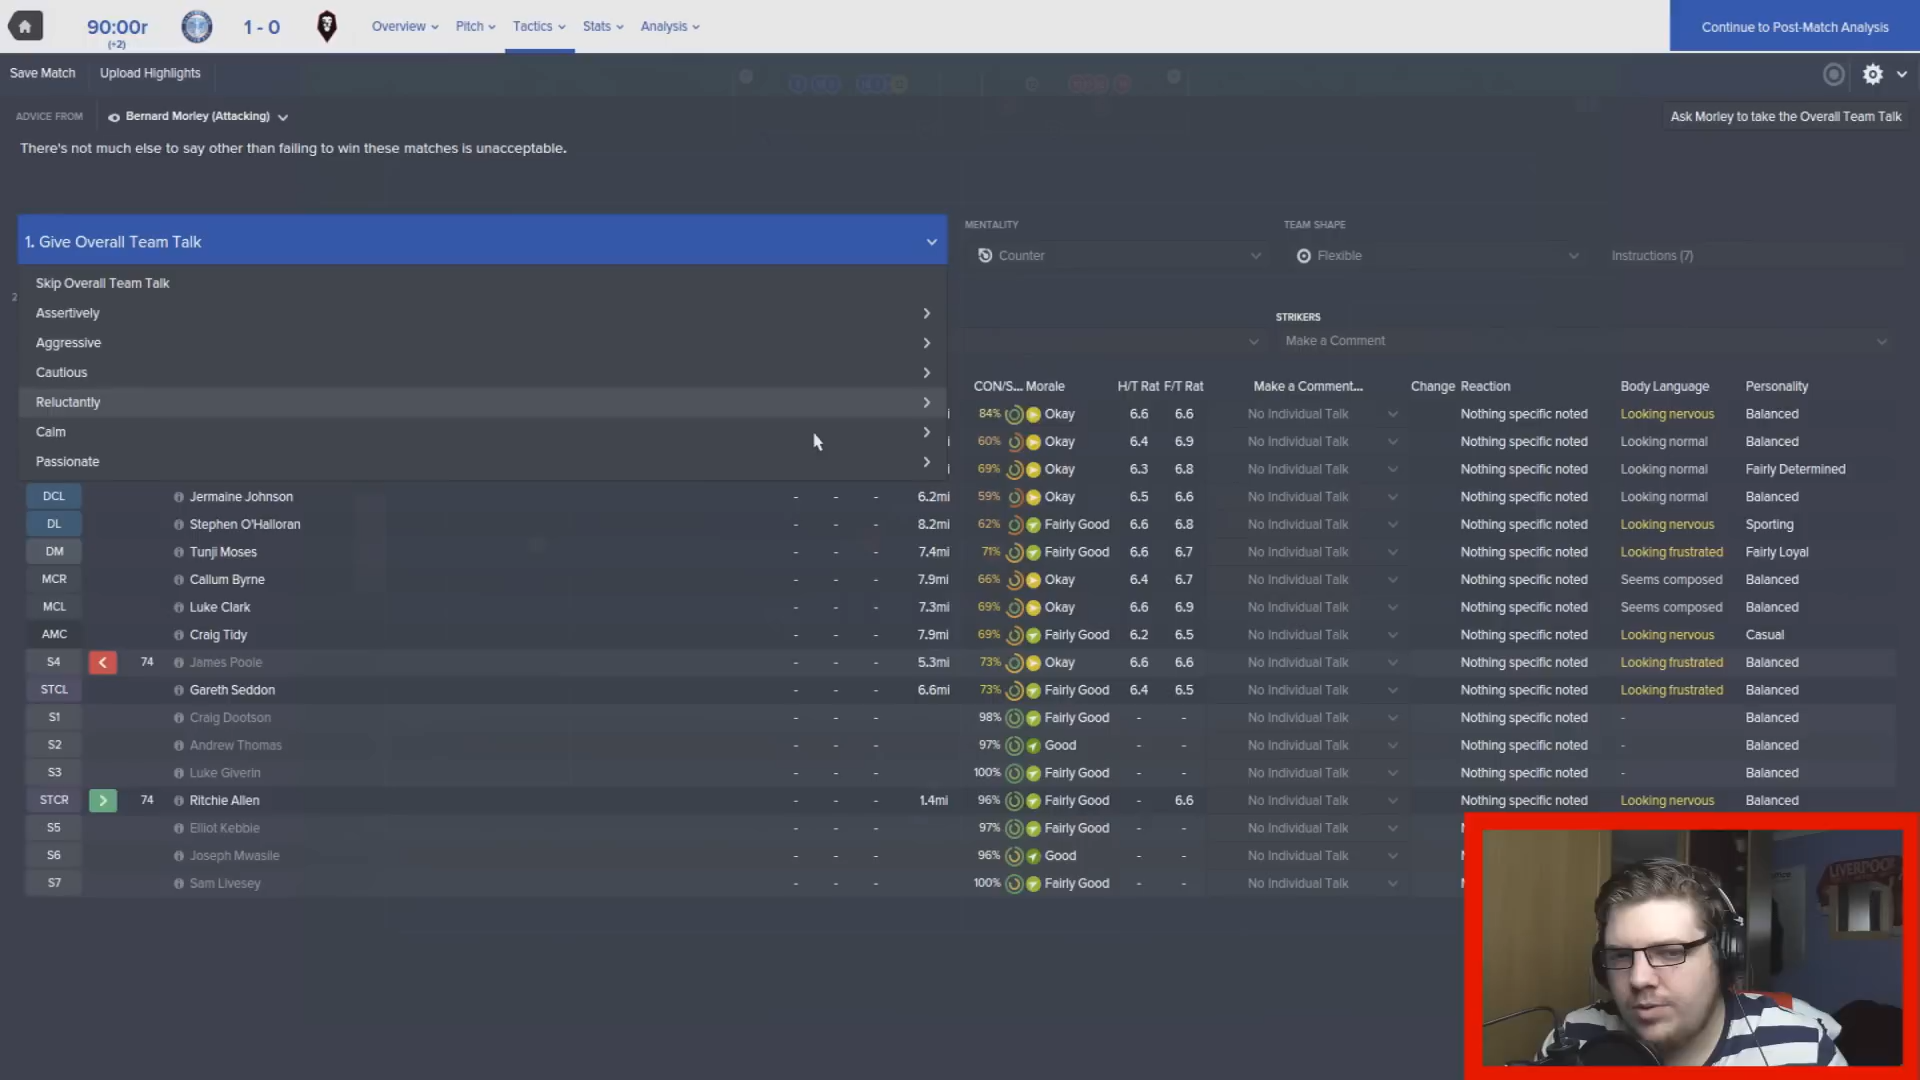 90:00r
(+2)
1 - 0
Overview
Pitch
Tactics
Stats
Analysis
Continue to Post-Match Analysis
Save Match
Upload Highlights
ADVICE FROM
Bernard Morley (Attacking)
Ask Morley to take the Overall Team Talk
There's not much else to say other than failing to win these matches is unacceptable.
1. Give Overall Team Talk
MENTALITY
Counter
TEAM SHAPE
Flexible
Instructions (7)
Skip Overall Team Talk
Assertively
Aggressive
Cautious
Reluctantly
Calm
Passionate
2
STRIKERS
Make a Comment
CON/S... Morale H/T Rat F/T Rat Make a Comment... Change Reaction Body Language Personality
84% Okay 6.6 6.6 No Individual Talk Nothing specific noted Looking nervous Balanced
60% Okay 6.4 6.9 No Individual Talk Nothing specific noted Looking normal Balanced
69% Okay 6.3 6.8 No Individual Talk Nothing specific noted Looking normal Fairly Determined
DCL Jermaine Johnson - - - 6.2mi 59% Okay 6.5 6.6 No Individual Talk Nothing specific noted Looking normal Balanced
DL Stephen O'Halloran - - - 8.2mi 62% Fairly Good 6.6 6.8 No Individual Talk Nothing specific noted Looking nervous Sporting
DM Tunji Moses - - - 7.4mi 71% Fairly Good 6.6 6.7 No Individual Talk Nothing specific noted Looking frustrated Fairly Loyal
MCR Callum Byrne - - - 7.9mi 66% Okay 6.4 6.7 No Individual Talk Nothing specific noted Seems composed Balanced
MCL Luke Clark - - - 7.3mi 69% Okay 6.6 6.9 No Individual Talk Nothing specific noted Seems composed Balanced
AMC Craig Tidy - - - 7.9mi 69% Fairly Good 6.2 6.5 No Individual Talk Nothing specific noted Looking nervous Casual
S4 74 James Poole - - - 5.3mi 73% Okay 6.6 6.6 No Individual Talk Nothing specific noted Looking frustrated Balanced
STCL Gareth Seddon - - - 6.6mi 73% Fairly Good 6.4 6.5 No Individual Talk Nothing specific noted Looking frustrated Balanced
S1 Craig Dootson - - - 98% Fairly Good - - No Individual Talk Nothing specific noted - Balanced
S2 Andrew Thomas - - - 97% Good - - No Individual Talk Nothing specific noted - Balanced
S3 Luke Giverin - - - 100% Fairly Good - - No Individual Talk Nothing specific noted - Balanced
STCR 74 Ritchie Allen - - - 1.4mi 96% Fairly Good - 6.6 No Individual Talk Nothing specific noted Looking nervous Balanced
S5 Elliot Kebbie - - - 97% Fairly Good - - No Individual Talk
S6 Joseph Mwasile - - - 96% Good - - No Individual Talk
S7 Sam Livesey - - - 100% Fairly Good - - No Individual Talk
LIVERPOOL